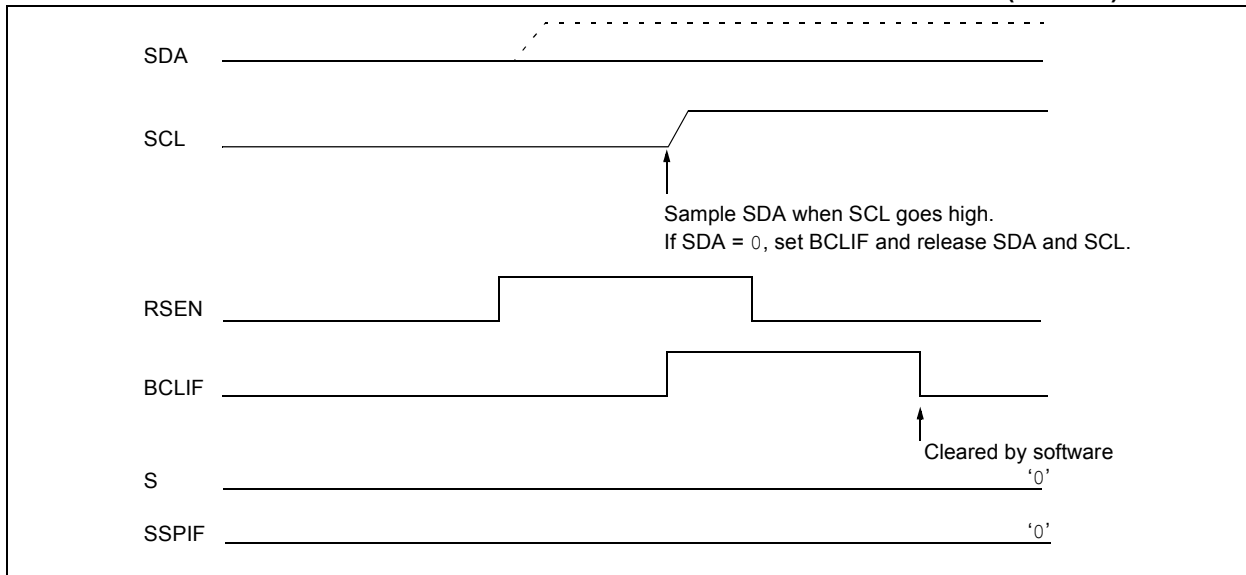 SDA
SCL
Sample SDA when SCL goes high.
If SDA = 0, set BCLIF and release SDA and SCL.
RSEN
BCLIF
Cleared by software
S
‘0’
SSPIF
‘0’